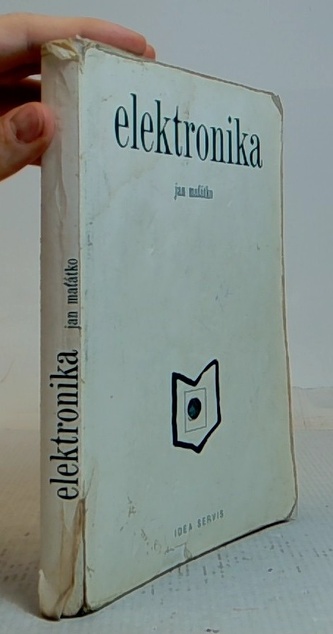 elektronika
jan maťátko
IDEA SERVIS
elektronika jan maťátko